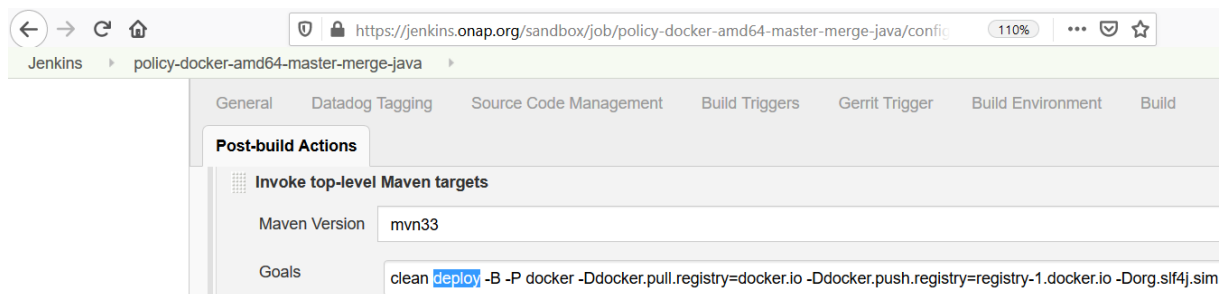 https://jenkins.onap.org/sandbox/job/policy-docker-amd64-master-merge-java/config 110%
Jenkins policy-docker-amd64-master-merge-java
General Datadog Tagging Source Code Management Build Triggers Gerrit Trigger Build Environment Build
Post-build Actions
Invoke top-level Maven targets
Maven Version mvn33
Goals clean deploy -B -P docker -Ddocker.pull.registry=docker.io -Ddocker.push.registry=registry-1.docker.io -Dorg.slf4j.sim